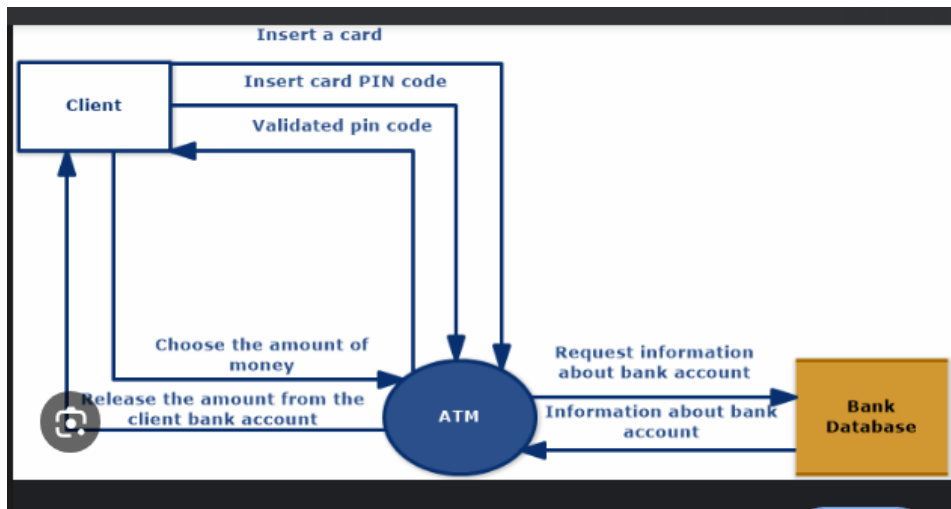 Insert a card
Insert card PIN code
Client
Validated pin code
Choose the amount of
money
Release the amount from the
client bank account
ATM
Request information
about bank account
Information about bank
account
Bank
Database